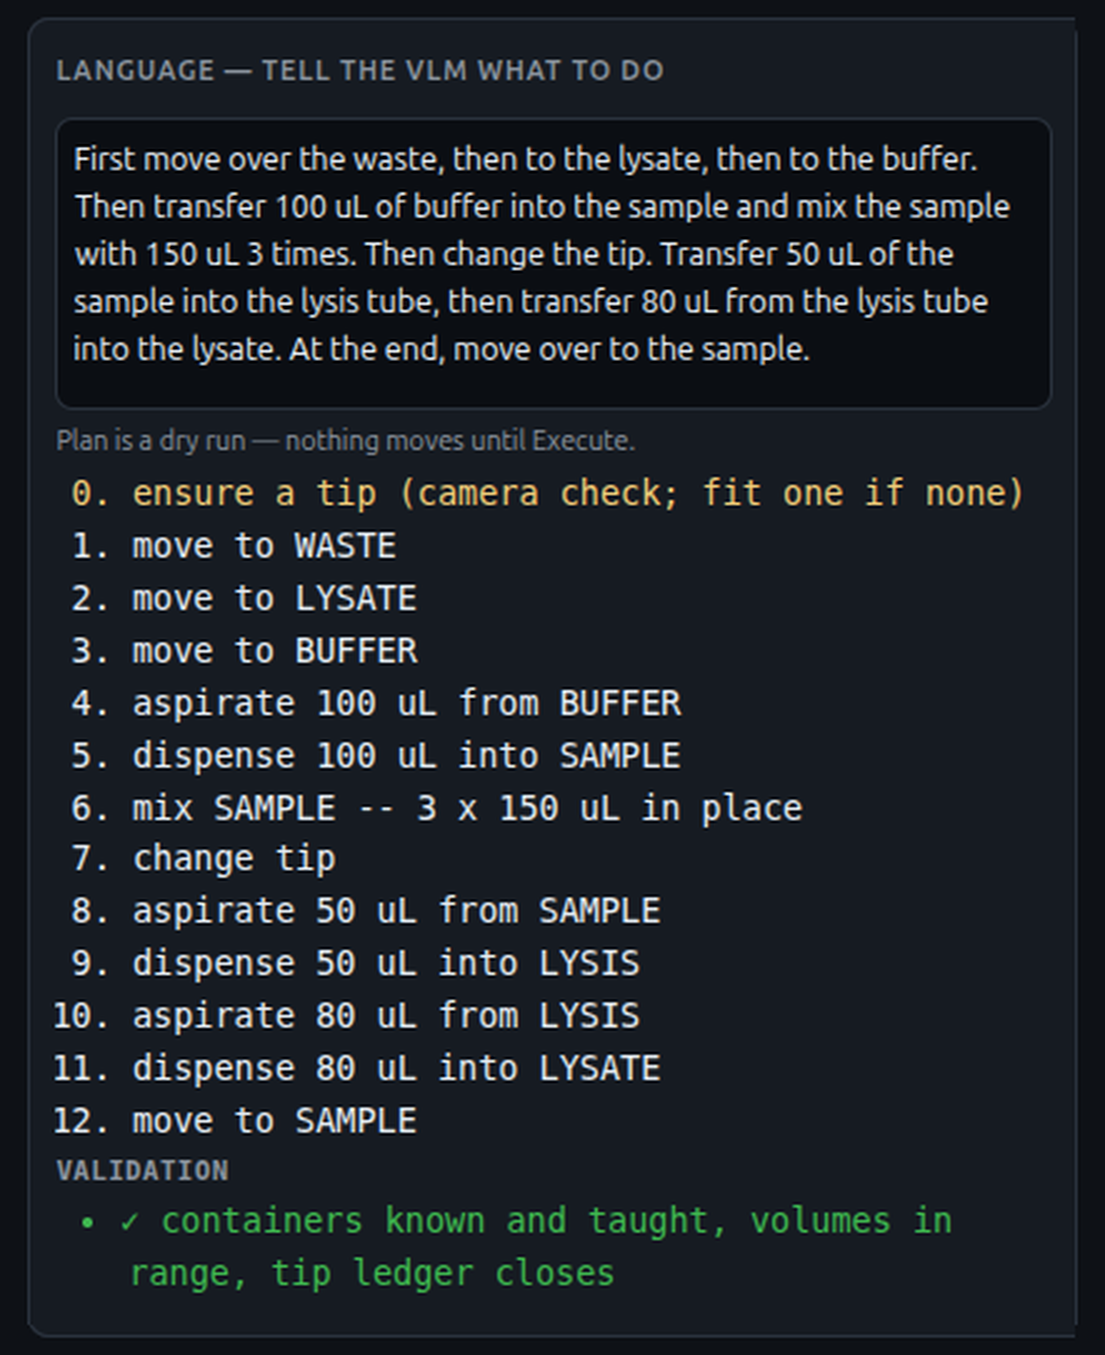 LANGUAGE — TELL THE VLM WHAT TO DO
First move over the waste, then to the lysate, then to the buffer.
Then transfer 100 uL of buffer into the sample and mix the sample
with 150 uL 3 times. Then change the tip. Transfer 50 uL of the
sample into the lysis tube, then transfer 80 uL from the lysis tube
into the lysate. At the end, move over to the sample.
Plan is a dry run — nothing moves until Execute.
0. ensure a tip (camera check; fit one if none)
1. move to WASTE
2. move to LYSATE
3. move to BUFFER
4. aspirate 100 uL from BUFFER
5. dispense 100 uL into SAMPLE
6. mix SAMPLE -- 3 x 150 uL in place
7. change tip
8. aspirate 50 uL from SAMPLE
9. dispense 50 uL into LYSIS
10. aspirate 80 uL from LYSIS
11. dispense 80 uL into LYSATE
12. move to SAMPLE
VALIDATION
• ✓ containers known and taught, volumes in
range, tip ledger closes